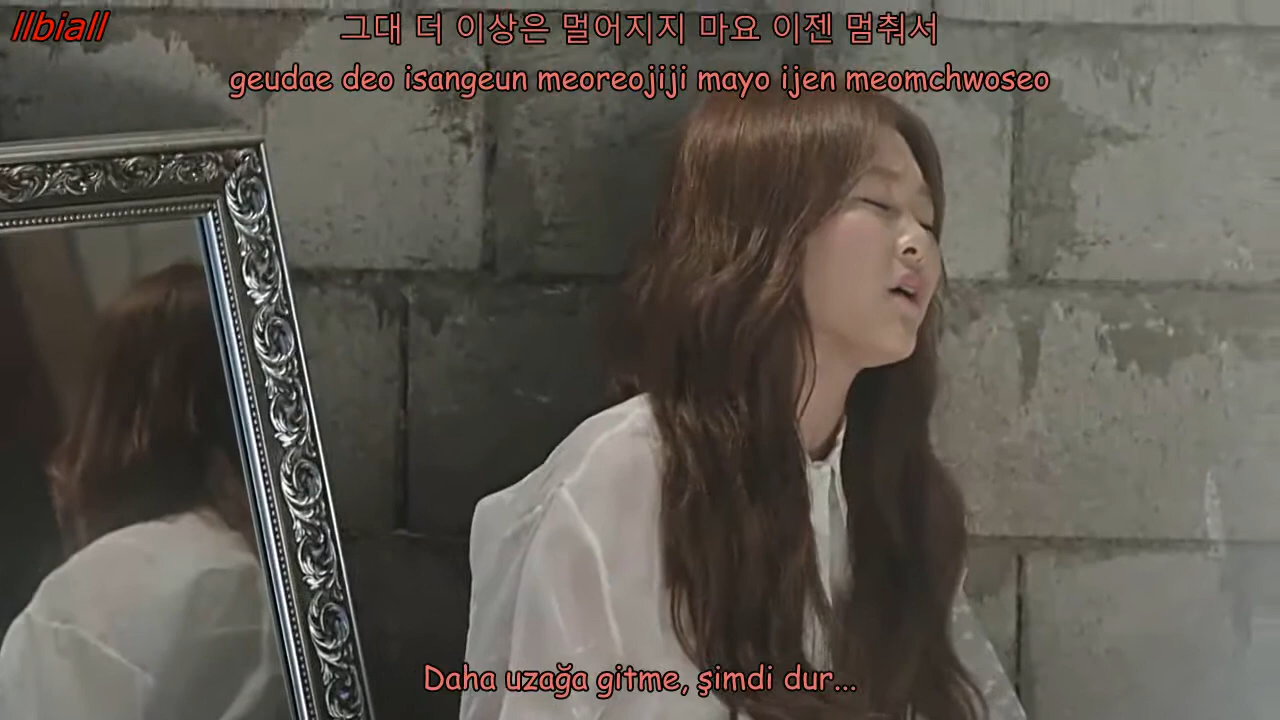 llbiall
그대 더 이상은 멀어지지 마요 이젠 멈춰서
geudae deo isangeun meoreojiji mayo ijen meomchwoseo
Daha uzağa gitme, şimdi dur...